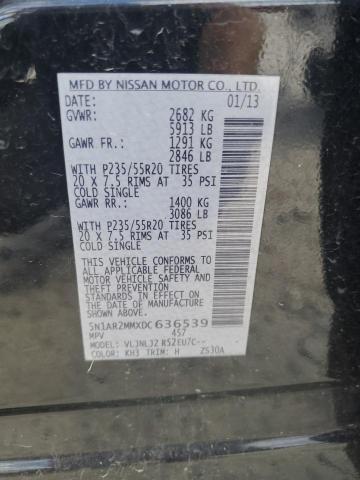 MFD BY NISSAN MOTOR CO., LTD.
DATE: 01/13
GVWR: 2682 KG
5913 LB
GAWR FR.: 1291 KG
2846 LB
WITH P235/55R20 TIRES
20 X 7.5 RIMS AT 35 PSI
COLD SINGLE
GAWR RR.: 1400 KG
3086 LB
WITH P235/55R20 TIRES
20 X 7.5 RIMS AT 35 PSI
COLD SINGLE
THIS VEHICLE CONFORMS TO ALL
APPLICABLE FEDERAL MOTOR
VEHICLE SAFETY AND THEFT
PREVENTION STANDARDS IN
EFFECT ON THE DATE OF
MANUFACTURE SHOWN ABOVE.
5N1AR2MMXDC636539
MPV 457
MODEL: VLJNLJ2 R52EU7C--
COLOR: KH3 TRIM: H Z530A